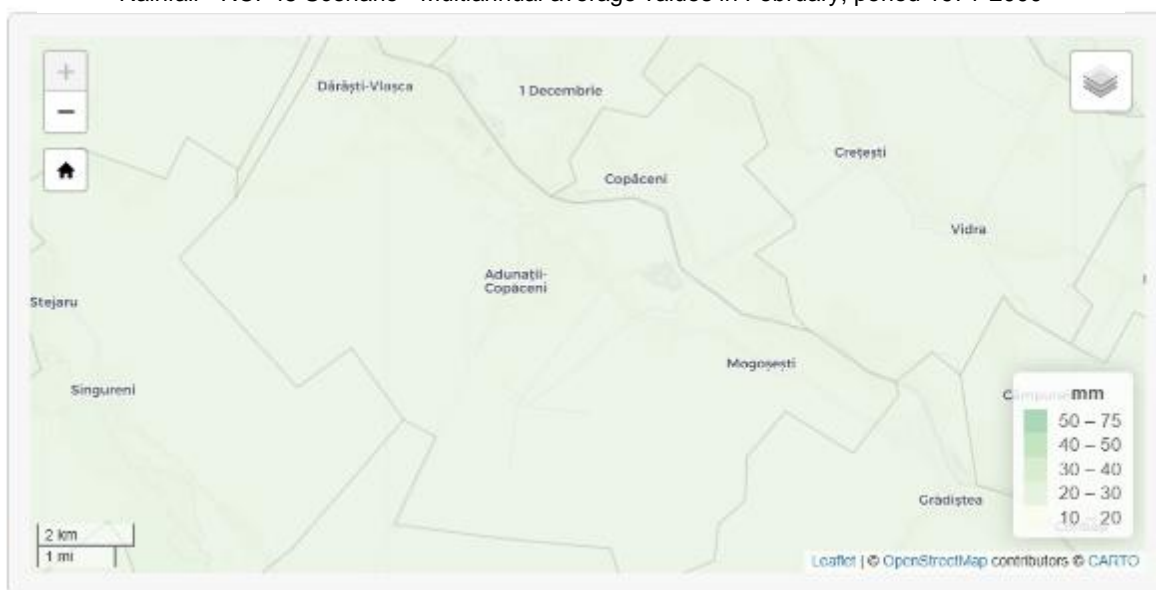 +
−
Dărăști-Vlașca
1 Decembrie
Crețești
Copăceni
Vidra
Adunații-
Copăceni
Stejaru
Mogoșești
Singureni
mm
50 – 75
40 – 50
30 – 40
20 – 30
10 – 20
Grădiștea
2 km
1 mi
Leaflet | © OpenStreetMap contributors © CARTO